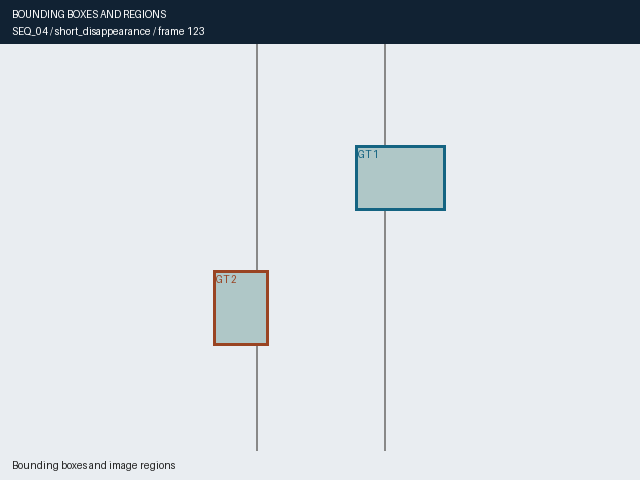 BOUNDING BOXES AND REGIONS
SEQ_04 / short_disappearance / frame 123
GT1
GT2
Bounding boxes and image regions